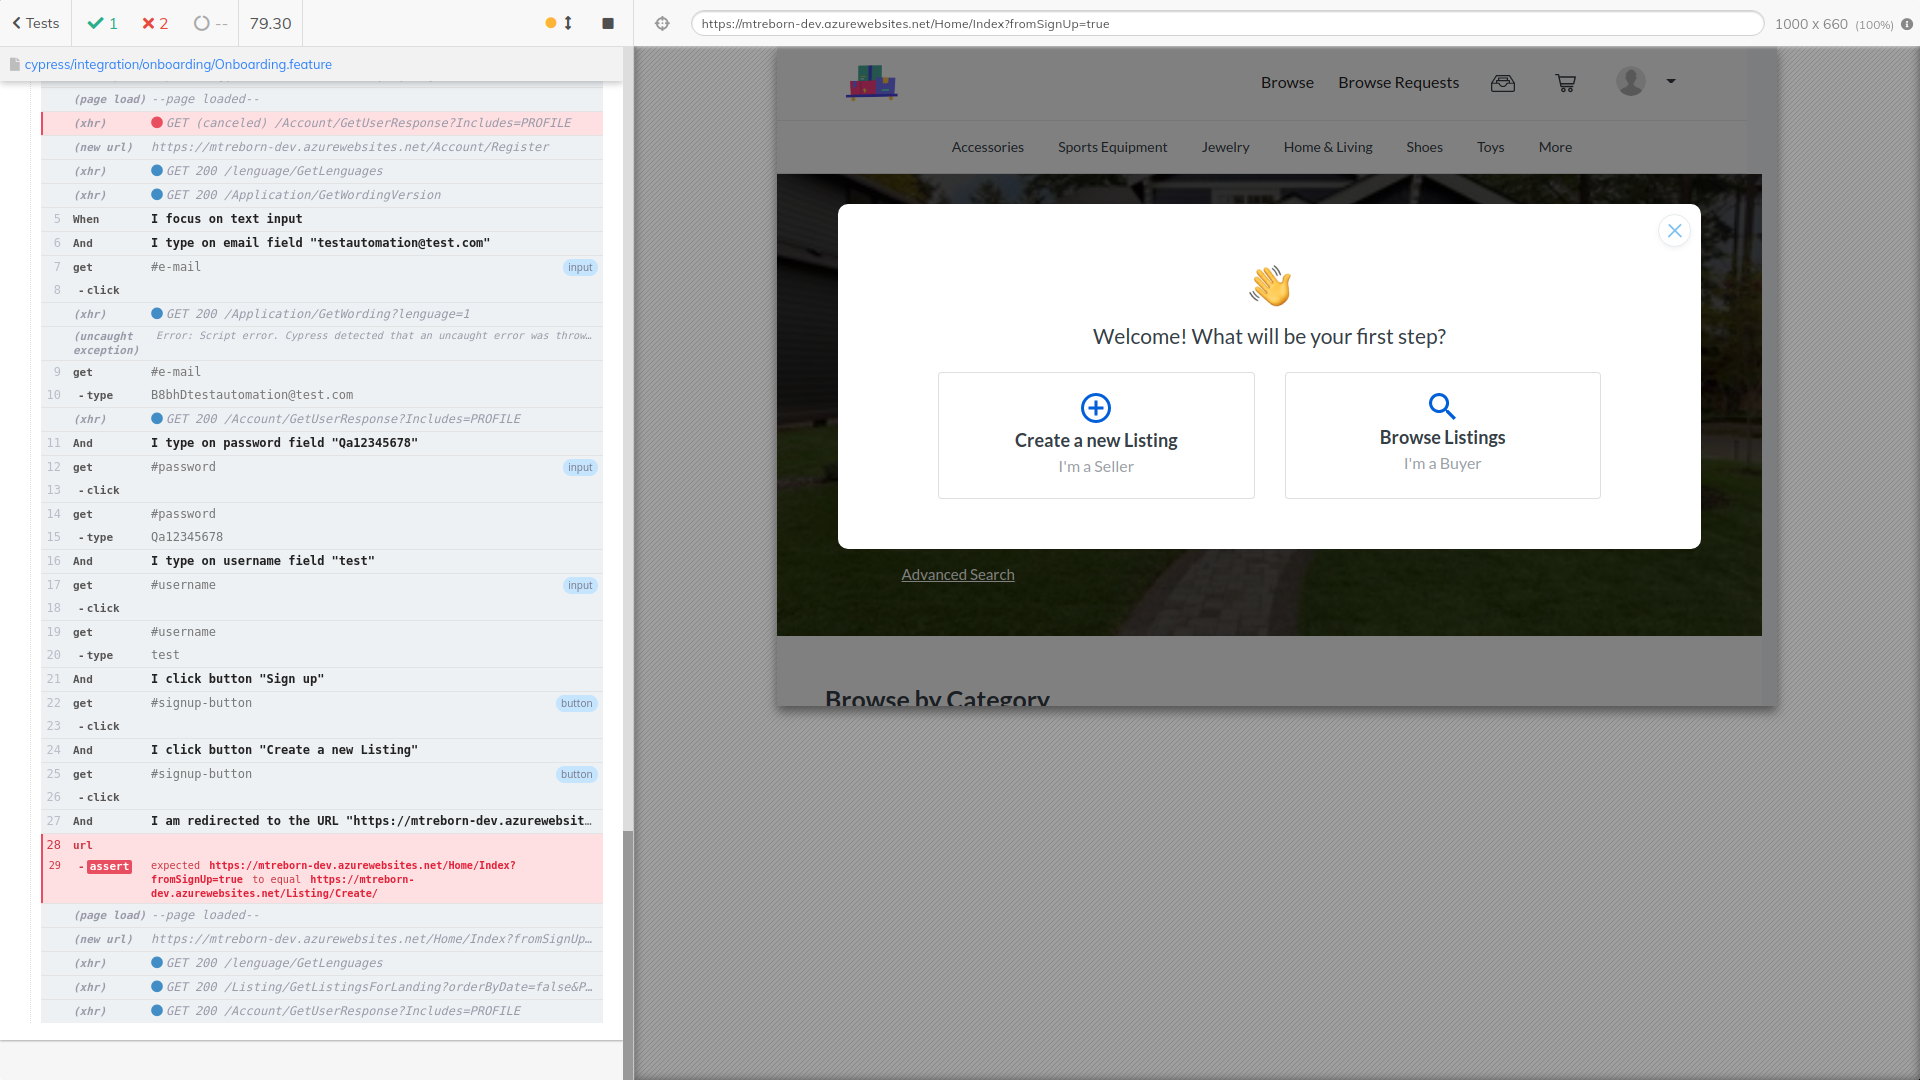 Tests
1
2
--
79.30
https://mtreborn-dev.azurewebsites.net/Home/Index?fromSignUp=true
1000 x 660 (100%)
cypress/integration/onboarding/Onboarding.feature
(page load) --page loaded--
(xhr) GET (canceled) /Account/GetUserResponse?Includes=PROFILE
(new url) https://mtreborn-dev.azurewebsites.net/Account/Register
(xhr) GET 200 /lenguage/GetLenguages
(xhr) GET 200 /Application/GetWordingVersion
5 When I focus on text input
6 And I type on email field "testautomation@test.com"
7 get #e-mail input
8 -click
(xhr) GET 200 /Application/GetWording?lenguage=1
(uncaught exception) Error: Script error. Cypress detected that an uncaught error was throw…
9 get #e-mail
10 -type B8bhDtestautomation@test.com
(xhr) GET 200 /Account/GetUserResponse?Includes=PROFILE
11 And I type on password field "Qa12345678"
12 get #password input
13 -click
14 get #password
15 -type Qa12345678
16 And I type on username field "test"
17 get #username input
18 -click
19 get #username
20 -type test
21 And I click button "Sign up"
22 get #signup-button button
23 -click
24 And I click button "Create a new Listing"
25 get #signup-button button
26 -click
27 And I am redirected to the URL "https://mtreborn-dev.azurewebsit…
28 url
29 -assert expected https://mtreborn-dev.azurewebsites.net/Home/Index?
fromSignUp=true to equal https://mtreborn-
dev.azurewebsites.net/Listing/Create/
(page load) --page loaded--
(new url) https://mtreborn-dev.azurewebsites.net/Home/Index?fromSignUp…
(xhr) GET 200 /lenguage/GetLenguages
(xhr) GET 200 /Listing/GetListingsForLanding?orderByDate=false&P…
(xhr) GET 200 /Account/GetUserResponse?Includes=PROFILE
Browse Browse Requests
Accessories Sports Equipment Jewelry Home & Living Shoes Toys More
Welcome! What will be your first step?
Create a new Listing
I'm a Seller
Browse Listings
I'm a Buyer
Advanced Search
Browse by Category